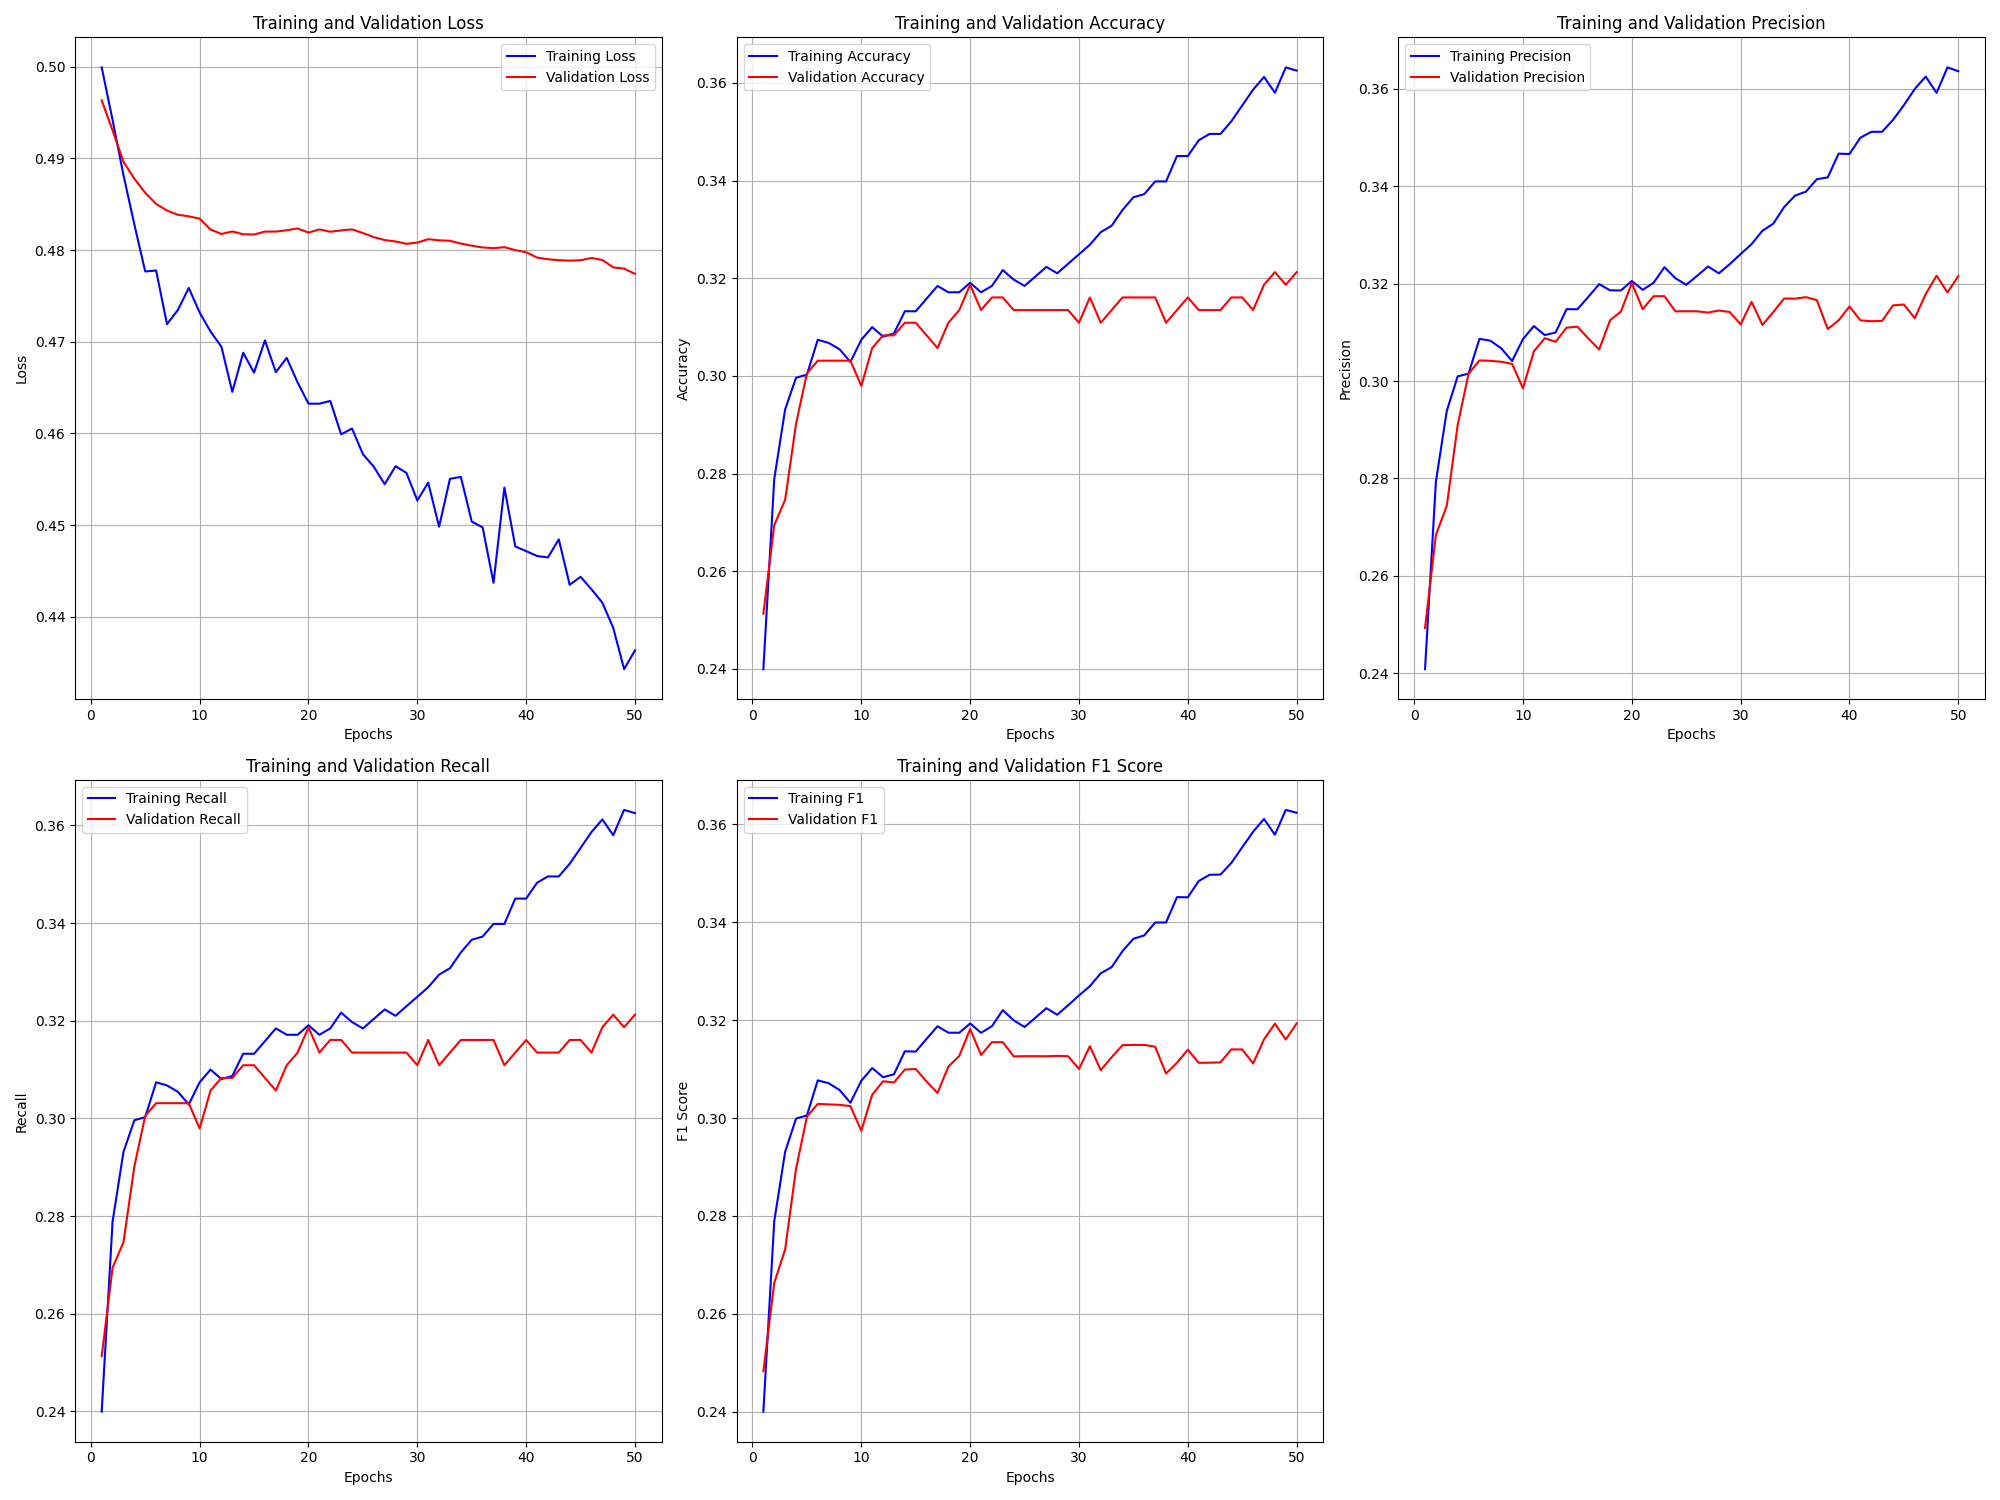 Training and Validation Loss
Training Loss
Validation Loss
0.50
0.49
0.48
0.47
0.46
0.45
0.44
Loss
0 10 20 30 40 50
Epochs
Training and Validation Accuracy
Training Accuracy
Validation Accuracy
0.36
0.34
0.32
0.30
0.28
0.26
0.24
Accuracy
0 10 20 30 40 50
Epochs
Training and Validation Precision
Training Precision
Validation Precision
0.36
0.34
0.32
0.30
0.28
0.26
0.24
Precision
0 10 20 30 40 50
Epochs
Training and Validation Recall
Training Recall
Validation Recall
0.36
0.34
0.32
0.30
0.28
0.26
0.24
Recall
0 10 20 30 40 50
Epochs
Training and Validation F1 Score
Training F1
Validation F1
0.36
0.34
0.32
0.30
0.28
0.26
0.24
F1 Score
0 10 20 30 40 50
Epochs